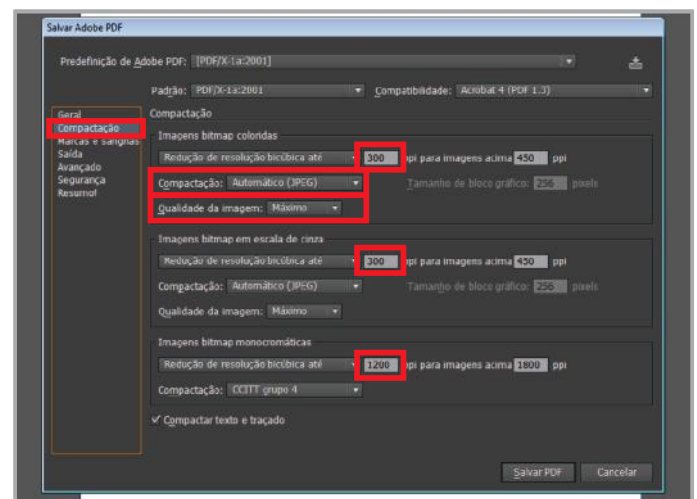 Salvar Adobe PDF
Predefinição de Adobe PDF: [PDF/X-1a:2001]
Padrão: PDF/X-1a:2001 Compatibilidade: Acrobat 4 (PDF 1.3)
Geral
Compactação
Marcas e sangrias
Saída
Avançado
Segurança
Resumo
Compactação
Imagens bitmap coloridas
Redução de resolução bicúbica até 300 ppi para imagens acima 450 ppi
Compactação: Automático (JPEG) Tamanho de bloco gráfico: 256 pixels
Qualidade da imagem: Máximo
Imagens bitmap em escala de cinza
Redução de resolução bicúbica até 300 ppi para imagens acima 450 ppi
Compactação: Automático (JPEG) Tamanho de bloco gráfico: 256 pixels
Qualidade da imagem: Máximo
Imagens bitmap monocromáticas
Redução de resolução bicúbica até 1200 ppi para imagens acima 1800 ppi
Compactação: CCITT grupo 4
Compactar texto e traçado
Salvar PDF Cancelar